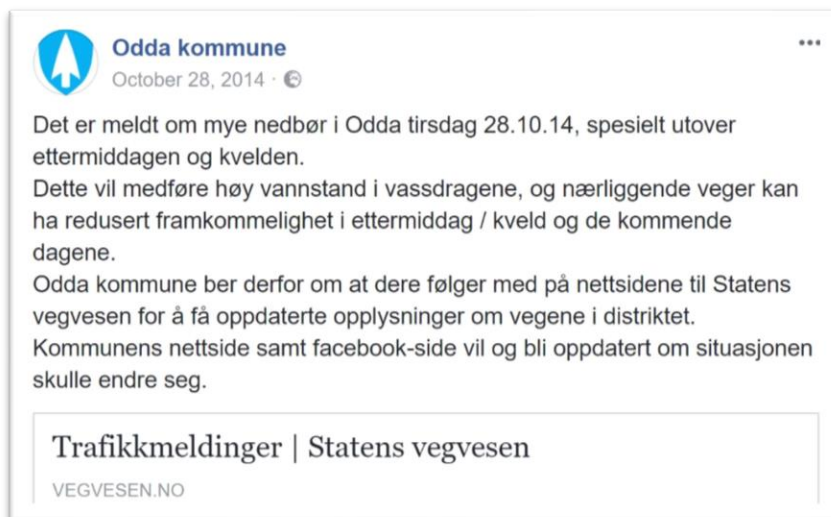 Odda kommune
October 28, 2014 ·
Det er meldt om mye nedbør i Odda tirsdag 28.10.14, spesielt utover
ettermiddagen og kvelden.
Dette vil medføre høy vannstand i vassdragene, og nærliggende veger kan
ha redusert framkommelighet i ettermiddag / kveld og de kommende
dagene.
Odda kommune ber derfor om at dere følger med på nettsidene til Statens
vegvesen for å få oppdaterte opplysninger om vegene i distriktet.
Kommunens nettside samt facebook-side vil og bli oppdatert om situasjonen
skulle endre seg.
Trafikkmeldinger | Statens vegvesen
VEGVESEN.NO